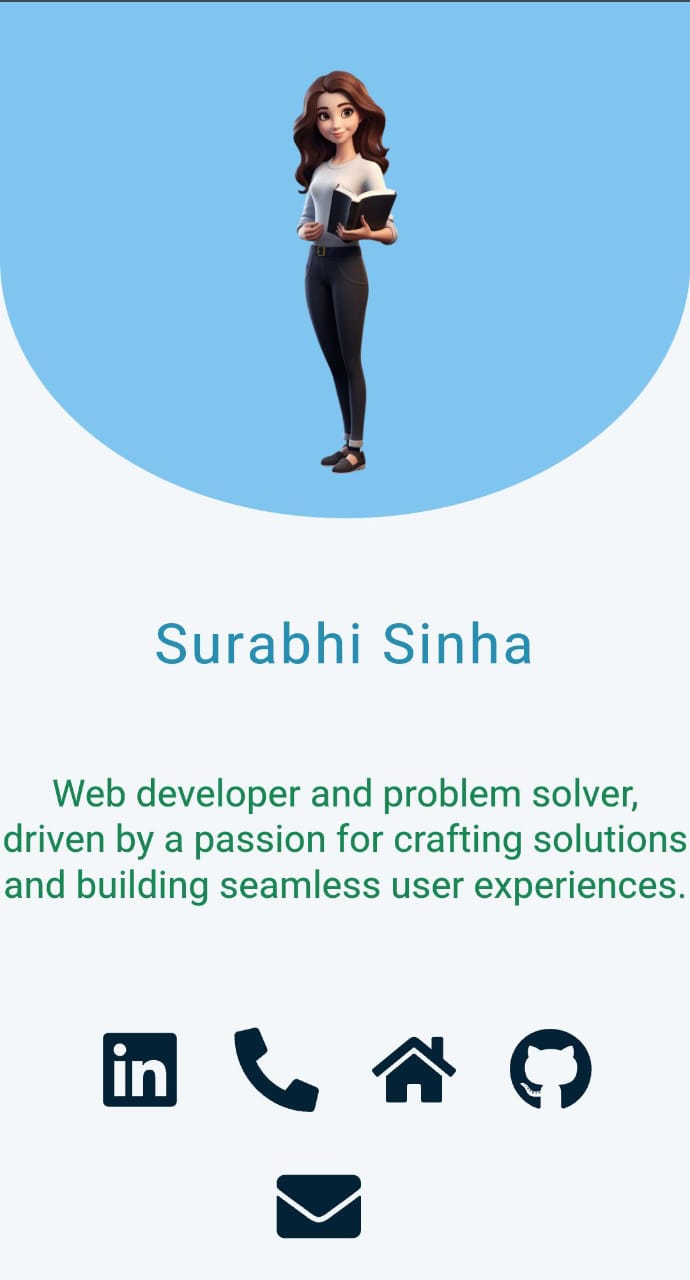 Surabhi Sinha
Web developer and problem solver,
driven by a passion for crafting solutions
and building seamless user experiences.
in